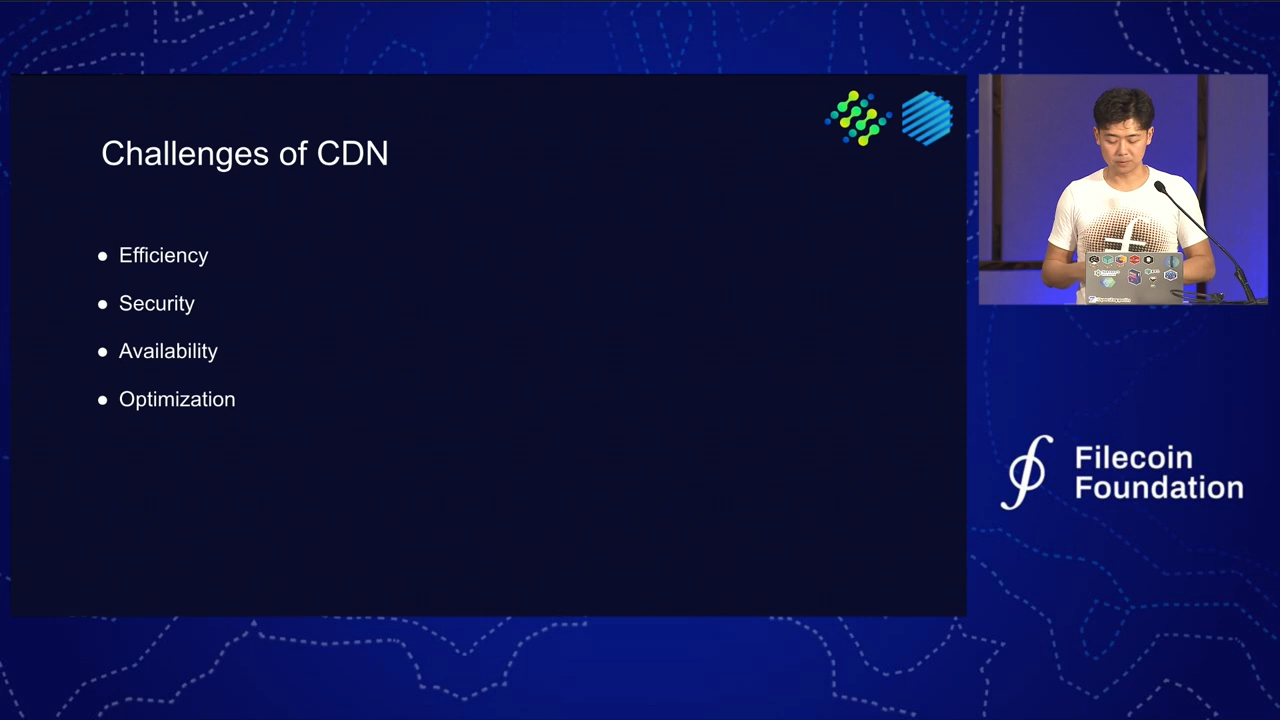 Challenges of CDN
Efficiency
Security
Availability
Optimization
Filecoin
Foundation